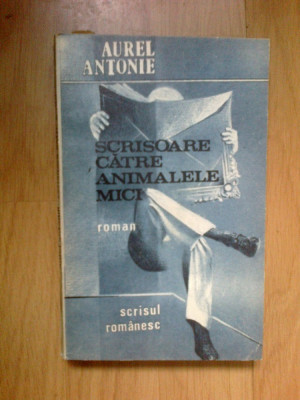 AUREL
ANTONIE
SCRISOARE
CĂTRE
ANIMALELE
MICI
roman
scrisul
românesc